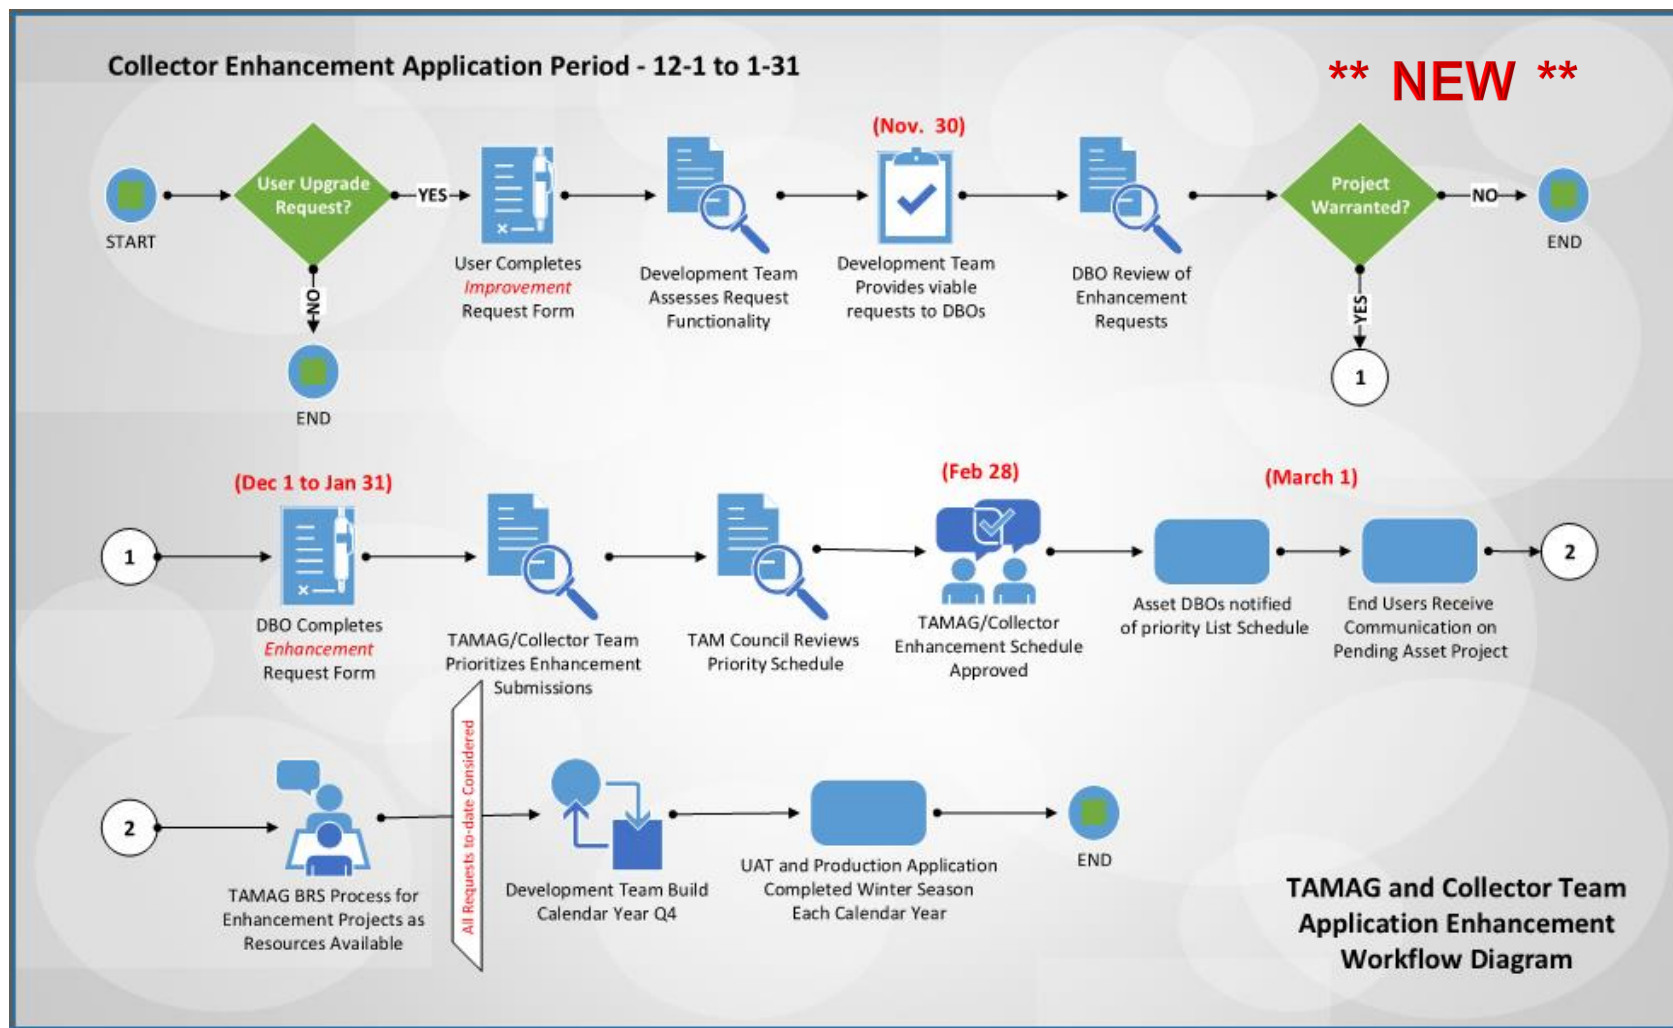 Collector Enhancement Application Period - 12-1 to 1-31
** NEW **
START
User Upgrade
Request?
YES
NO
END
User Completes
Improvement
Request Form
Development Team
Assesses Request
Functionality
(Nov. 30)
Development Team
Provides viable
requests to DBOs
DBO Review of
Enhancement
Requests
Project
Warranted?
NO
END
YES
1
1
(Dec 1 to Jan 31)
DBO Completes
Enhancement
Request Form
TAMAG/Collector Team
Prioritizes Enhancement
Submissions
TAM Council Reviews
Priority Schedule
(Feb 28)
TAMAG/Collector
Enhancement Schedule
Approved
(March 1)
Asset DBOs notified
of priority List Schedule
End Users Receive
Communication on
Pending Asset Project
2
2
TAMAG BRS Process for
Enhancement Projects as
Resources Available
All Requests to-date Considered
Development Team Build
Calendar Year Q4
UAT and Production Application
Completed Winter Season
Each Calendar Year
END
TAMAG and Collector Team
Application Enhancement
Workflow Diagram